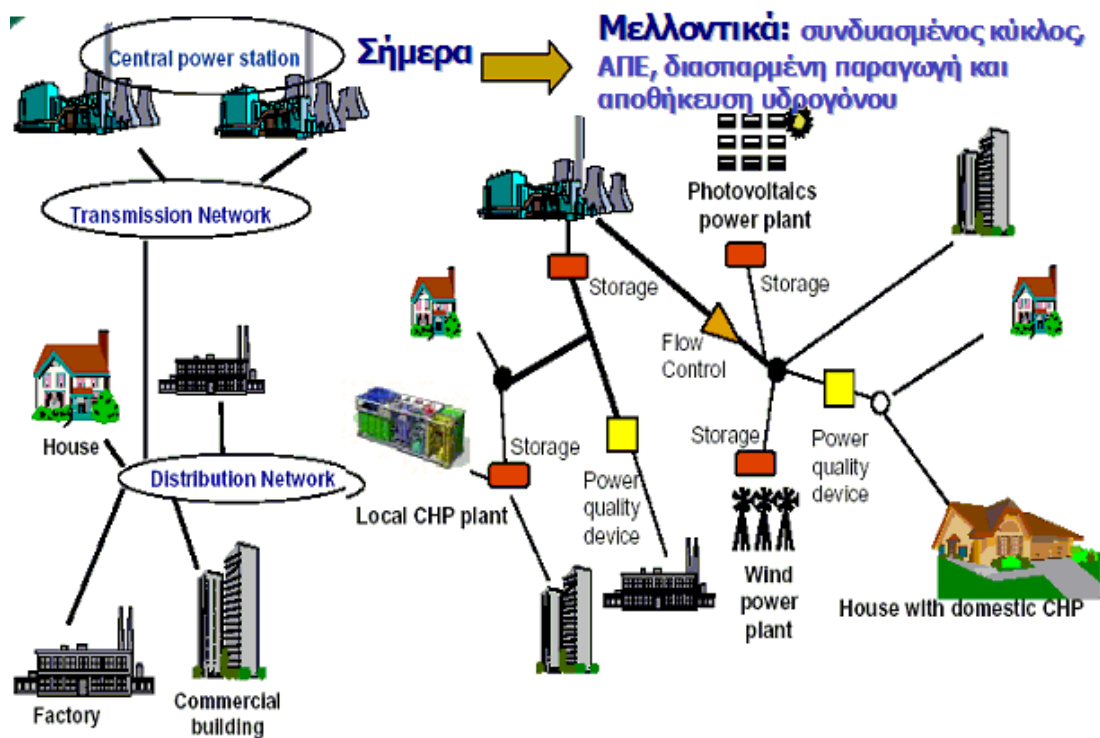 Central power station
Σήμερα
Μελλοντικά: συνδυασμένος κύκλος,
ΑΠΕ, διασπαρμένη παραγωγή και
αποθήκευση υδρογόνου
Transmission Network
House
Distribution Network
Factory
Commercial
building
Storage
Photovoltaics
power plant
Storage
Flow
Control
Storage
Local CHP plant
Power
quality
device
Storage
Wind
power
plant
Power
quality
device
House with domestic CHP